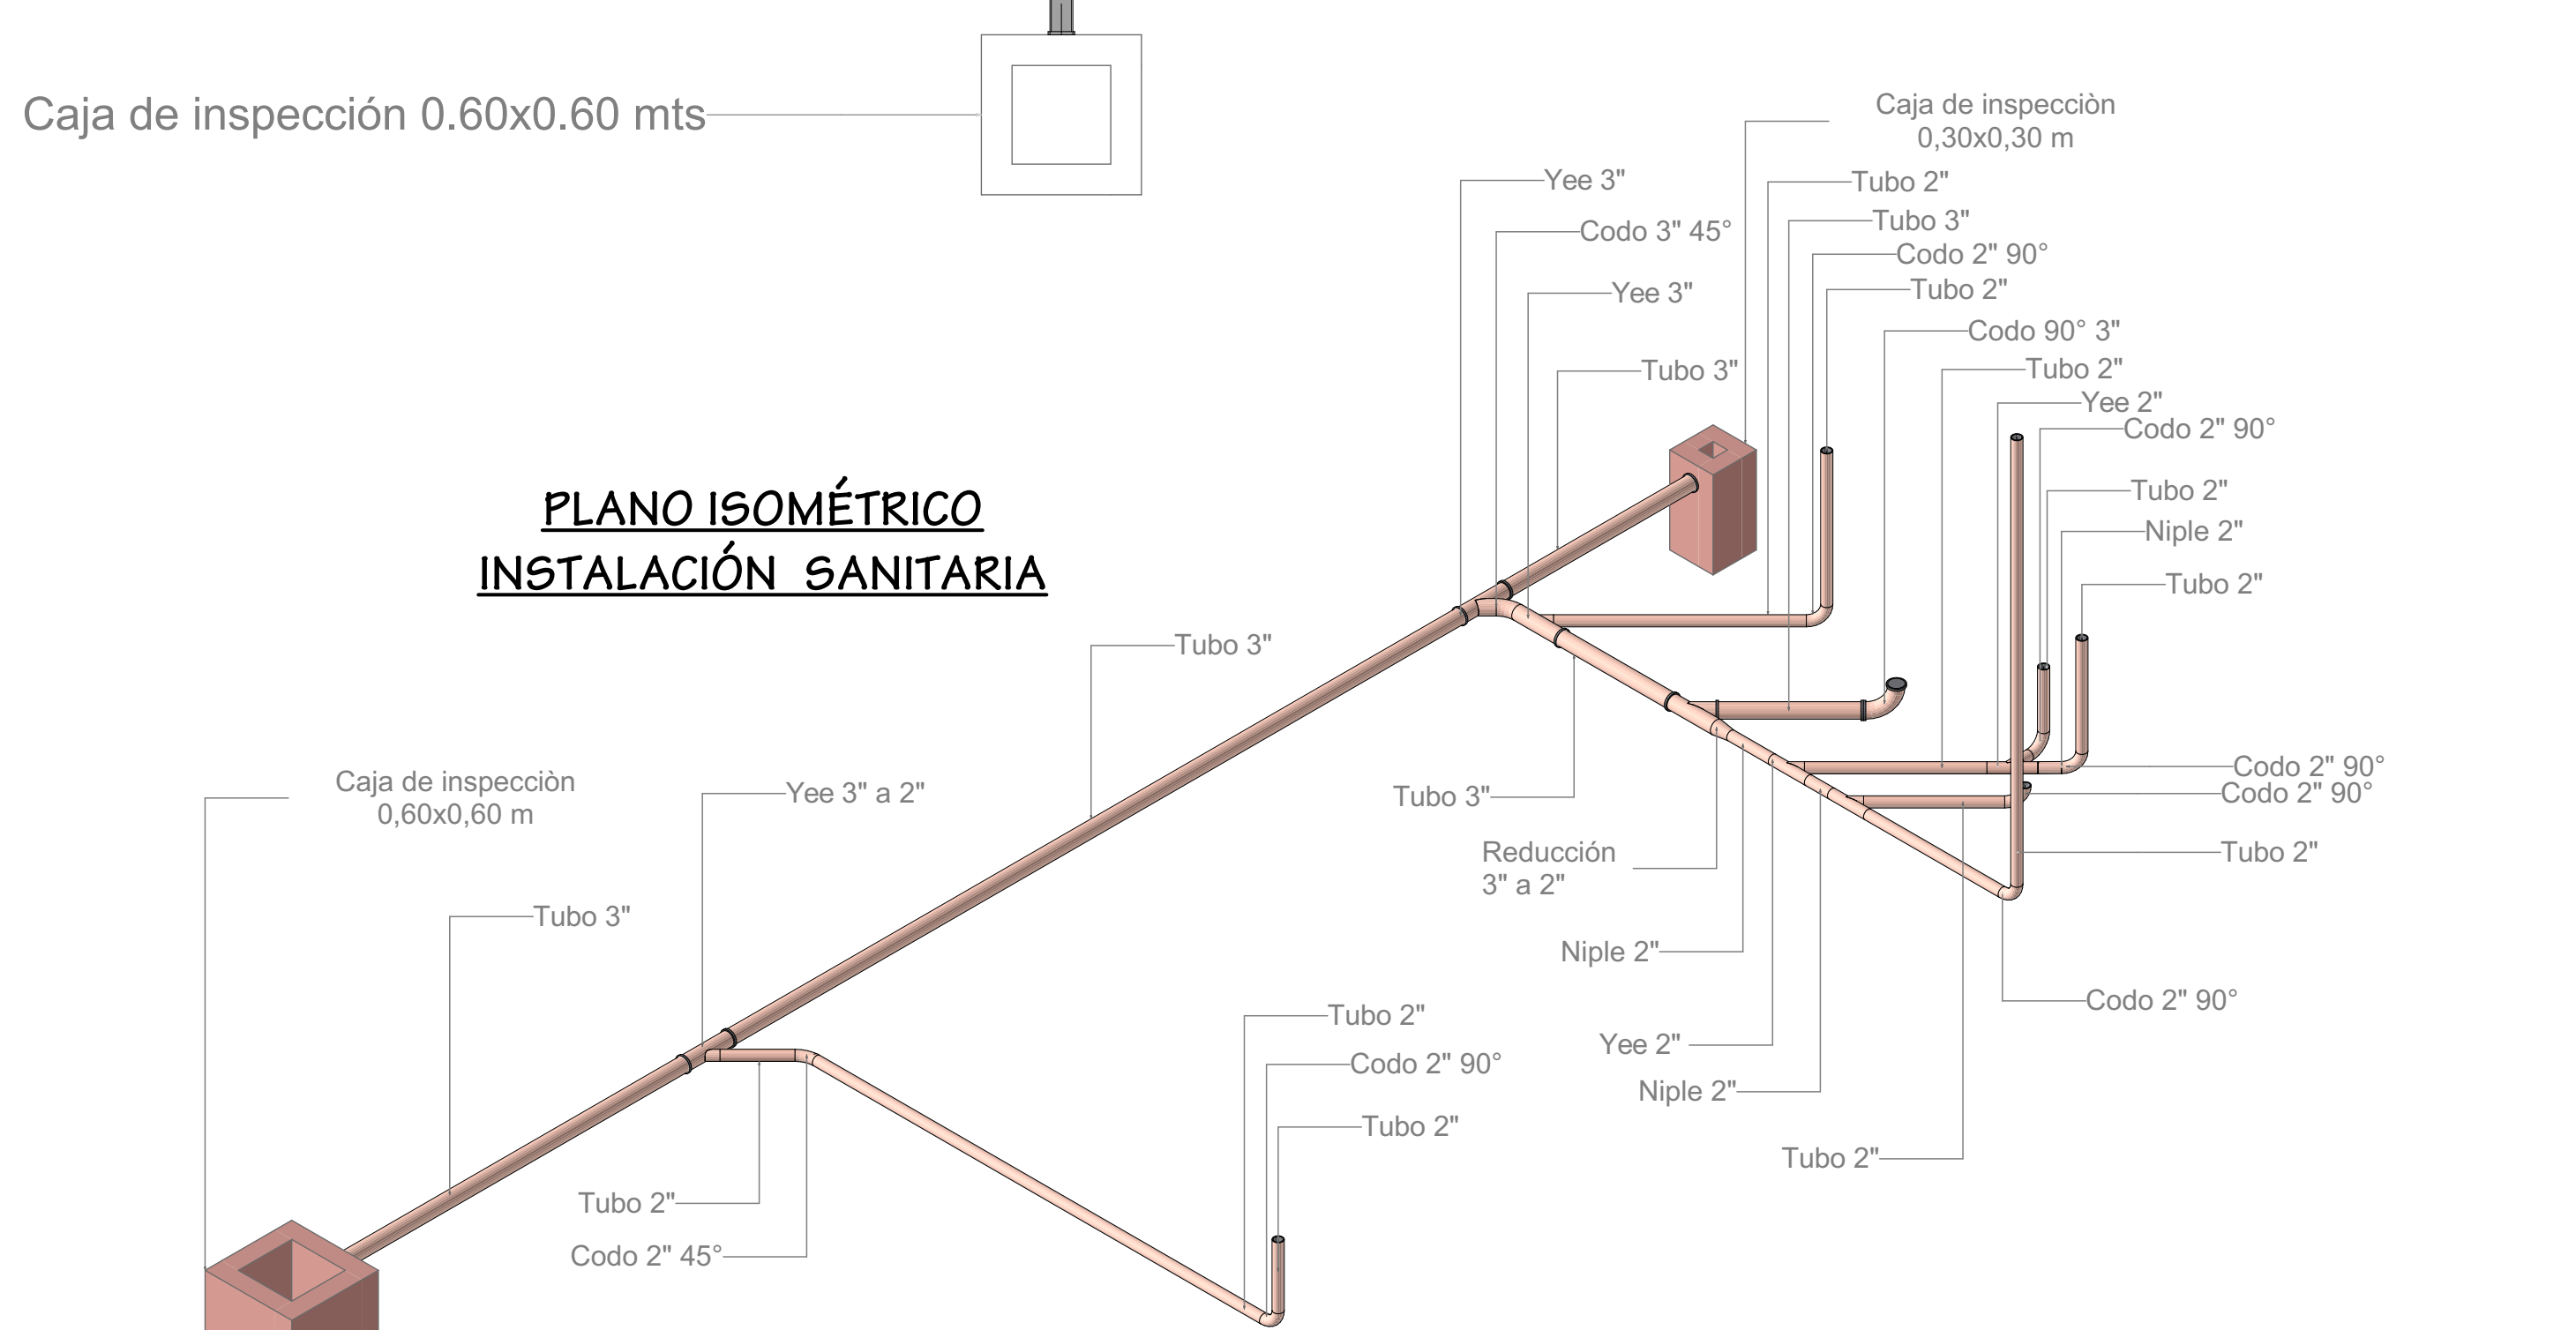 Caja de inspección 0.60x0.60 mts
Caja de inspecciòn
0,30x0,30 m
Yee 3"
Tubo 2"
Tubo 3"
Codo 3" 45°
Codo 2" 90°
Yee 3"
Tubo 2"
Codo 90° 3"
Tubo 3"
Tubo 2"
Yee 2"
Codo 2" 90°
Tubo 2"
Niple 2"
Tubo 2"
PLANO ISOMÉTRICO
INSTALACIÓN SANITARIA
Tubo 3"
Caja de inspecciòn
0,60x0,60 m
Yee 3" a 2"
Tubo 3"
Codo 2" 90°
Codo 2" 90°
Reducción
3" a 2"
Tubo 2"
Tubo 3"
Niple 2"
Codo 2" 90°
Tubo 2"
Yee 2"
Codo 2" 90°
Niple 2"
Tubo 2"
Tubo 2"
Tubo 2"
Codo 2" 45°